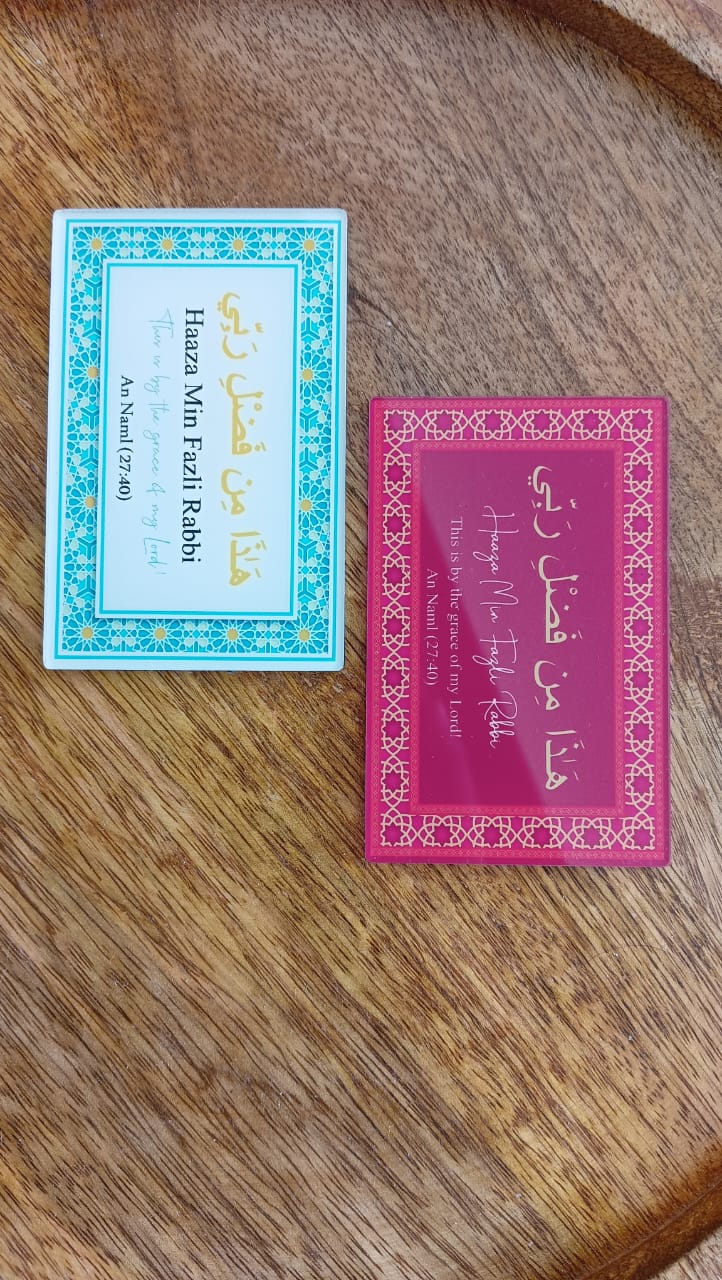 هَـٰذَا مِن فَضْلِ رَبِّي
Haaza Min Fazli Rabbi
This is by the grace of my Lord!
An Naml (27:40)
هَـٰذَا مِن فَضْلِ رَبِّي
Haaza Min Fazli Rabbi
This is by the grace of my Lord!
An Naml (27:40)